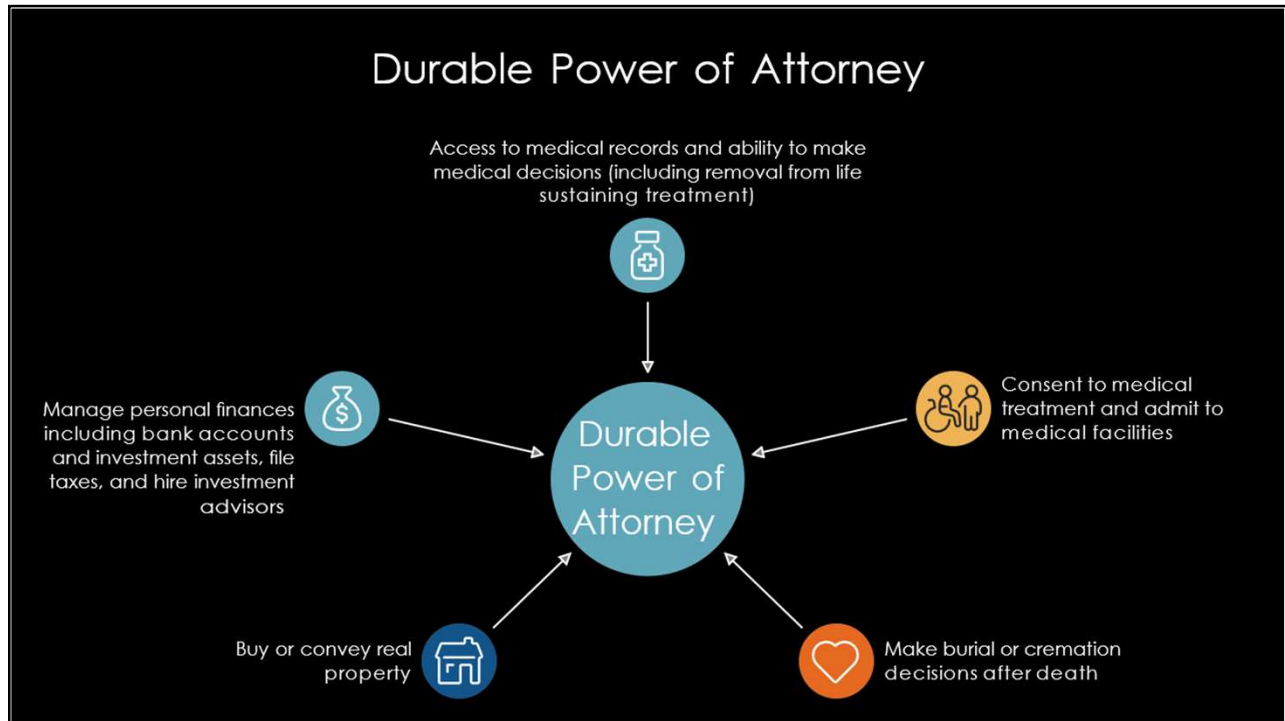 Durable Power of Attorney
Access to medical records and ability to make
medical decisions (including removal from life
sustaining treatment)
Manage personal finances
including bank accounts
and investment assets, file
taxes, and hire investment
advisors
$
Consent to medical
treatment and admit to
medical facilities
Durable
Power of
Attorney
Buy or convey real
property
Make burial or cremation
decisions after death